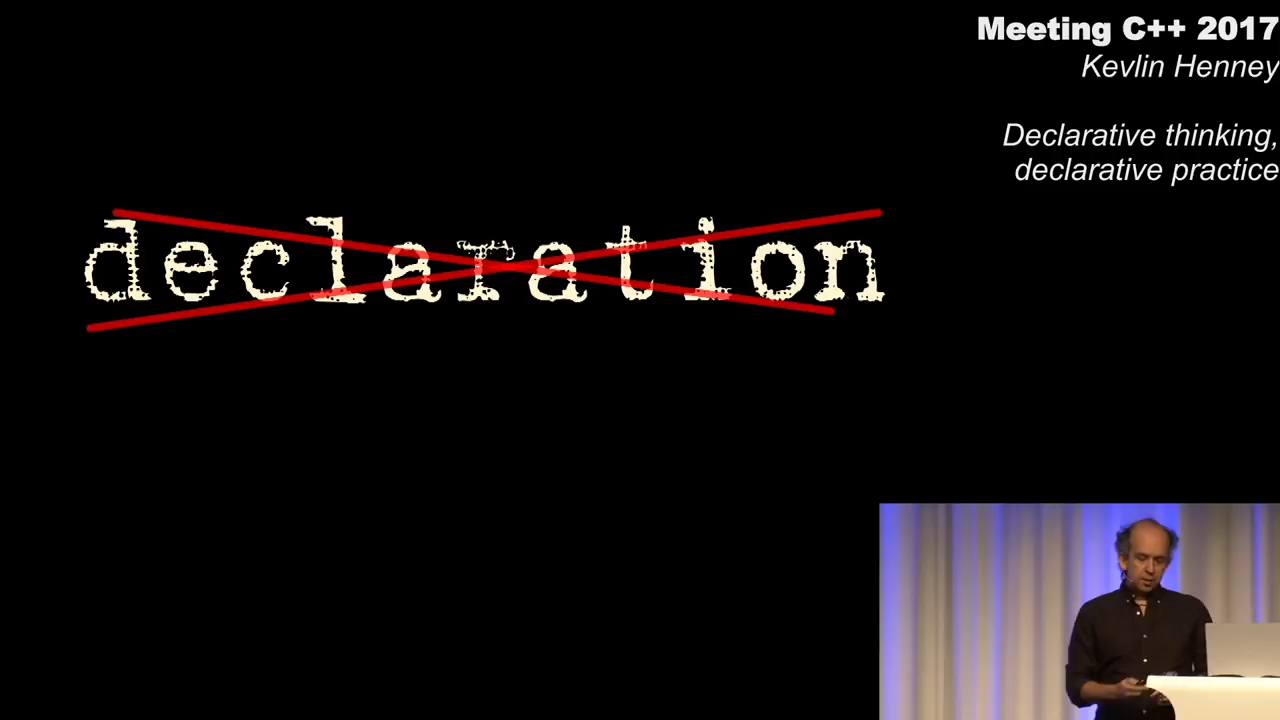 Meeting C++ 2017
Kevlin Henney
Declarative thinking,
declarative practice
declaration